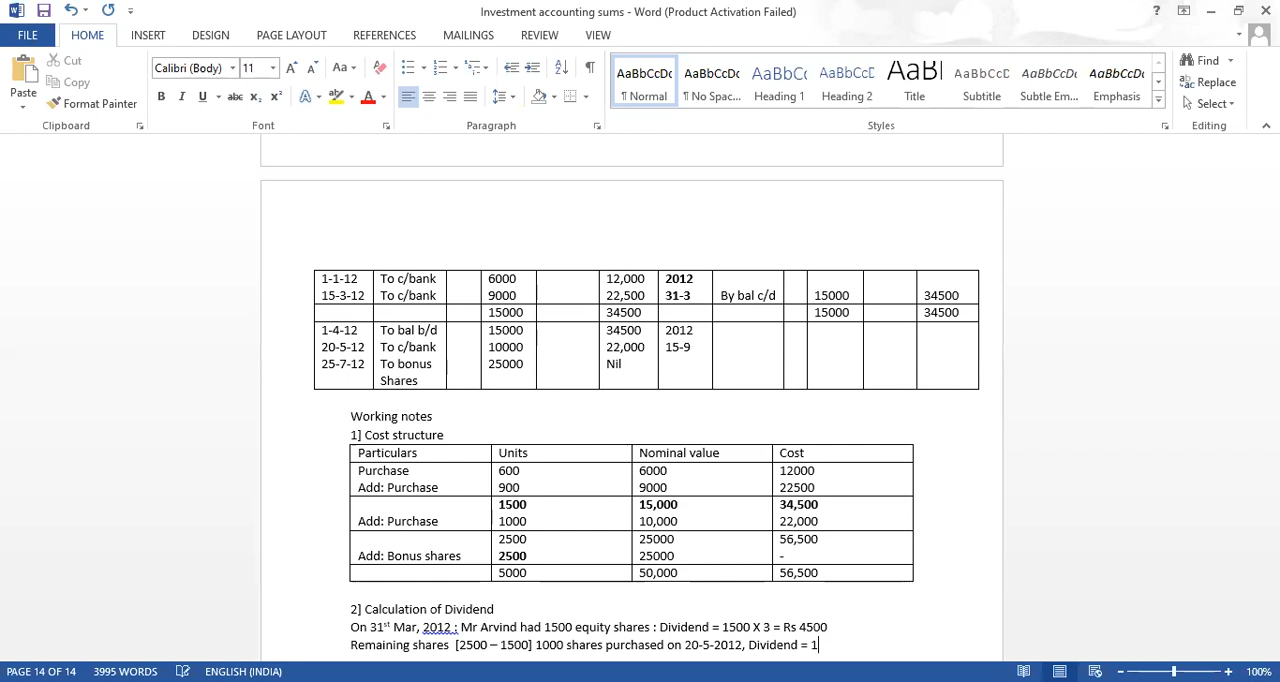 Investment accounting sums - Word (Product Activation Failed)
FILE HOME INSERT DESIGN PAGE LAYOUT REFERENCES MAILINGS REVIEW VIEW
Paste
Cut
Copy
Format Painter
Clipboard
Calibri (Body) 11
Font
Paragraph
AaBbCcDc AaBbCcDc AaBbCc AaBbCcD AaBl AaBbCcD AaBbCcDc AaBbCcDc
¶ Normal ¶ No Spac... Heading 1 Heading 2 Title Subtitle Subtle Em... Emphasis
Styles
Find
Replace
Select
Editing
1-1-12 To c/bank 6000 12,000 2012
15-3-12 To c/bank 9000 22,500 31-3 By bal c/d 15000 34500
15000 34500 15000 34500
1-4-12 To bal b/d 15000 34500 2012
20-5-12 To c/bank 10000 22,000 15-9
25-7-12 To bonus 25000 Nil
Shares
Working notes
1] Cost structure
Particulars Units Nominal value Cost
Purchase 600 6000 12000
Add: Purchase 900 9000 22500
1500 15,000 34,500
Add: Purchase 1000 10,000 22,000
2500 25000 56,500
Add: Bonus shares 2500 25000 -
5000 50,000 56,500
2] Calculation of Dividend
On 31st Mar, 2012 : Mr Arvind had 1500 equity shares : Dividend = 1500 X 3 = Rs 4500
Remaining shares [2500 – 1500] 1000 shares purchased on 20-5-2012, Dividend = 1
PAGE 14 OF 14 3995 WORDS ENGLISH (INDIA) 100%